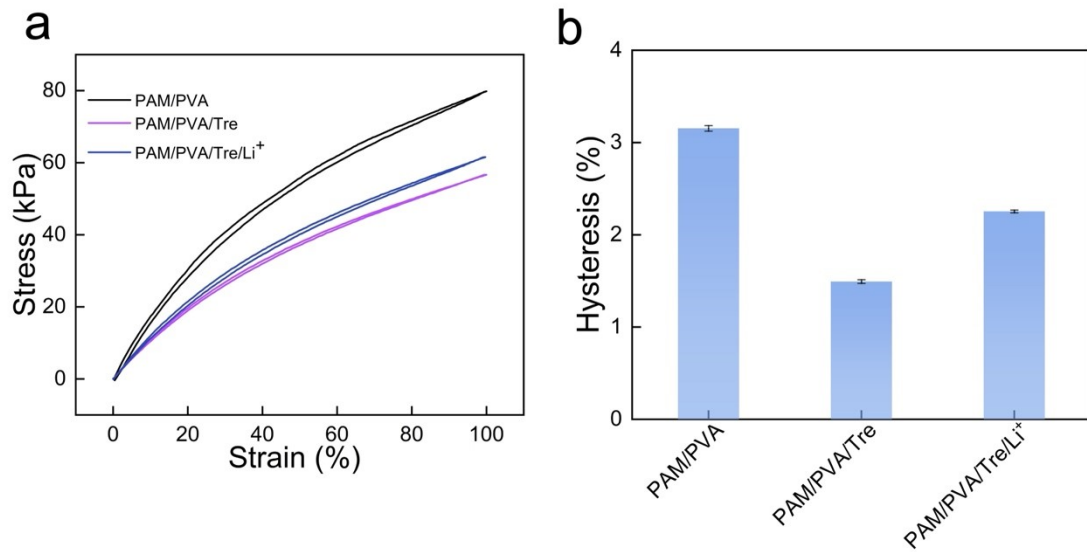 a
80
60
40
20
0
Stress (kPa)
PAM/PVA
PAM/PVA/Tre
PAM/PVA/Tre/Li⁺
0 20 40 60 80 100
Strain (%)
b
4
3
2
1
0
Hysteresis (%)
PAM/PVA
PAM/PVA/Tre
PAM/PVA/Tre/Li⁺